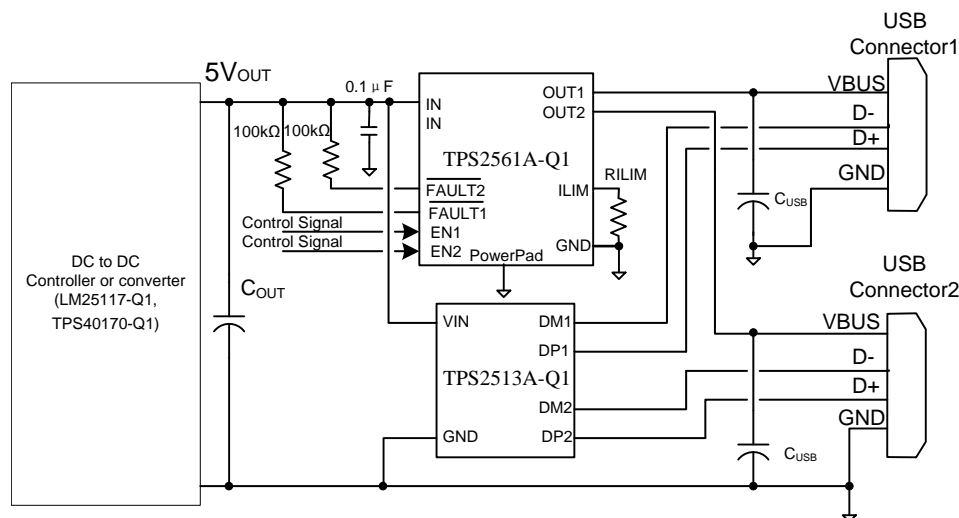 USB
Connector1
5VOUT
0.1 μF
100kΩ 100kΩ
IN
IN
OUT1
OUT2
TPS2561A-Q1
FAULT2
FAULT1
EN1
EN2
ILIM
RILIM
GND
PowerPad
Control Signal
Control Signal
VBUS
D-
D+
GND
CUSB
DC to DC
Controller or converter
(LM25117-Q1,
TPS40170-Q1)
COUT
VIN
DM1
DP1
TPS2513A-Q1
DM2
GND
DP2
USB
Connector2
VBUS
D-
D+
GND
CUSB